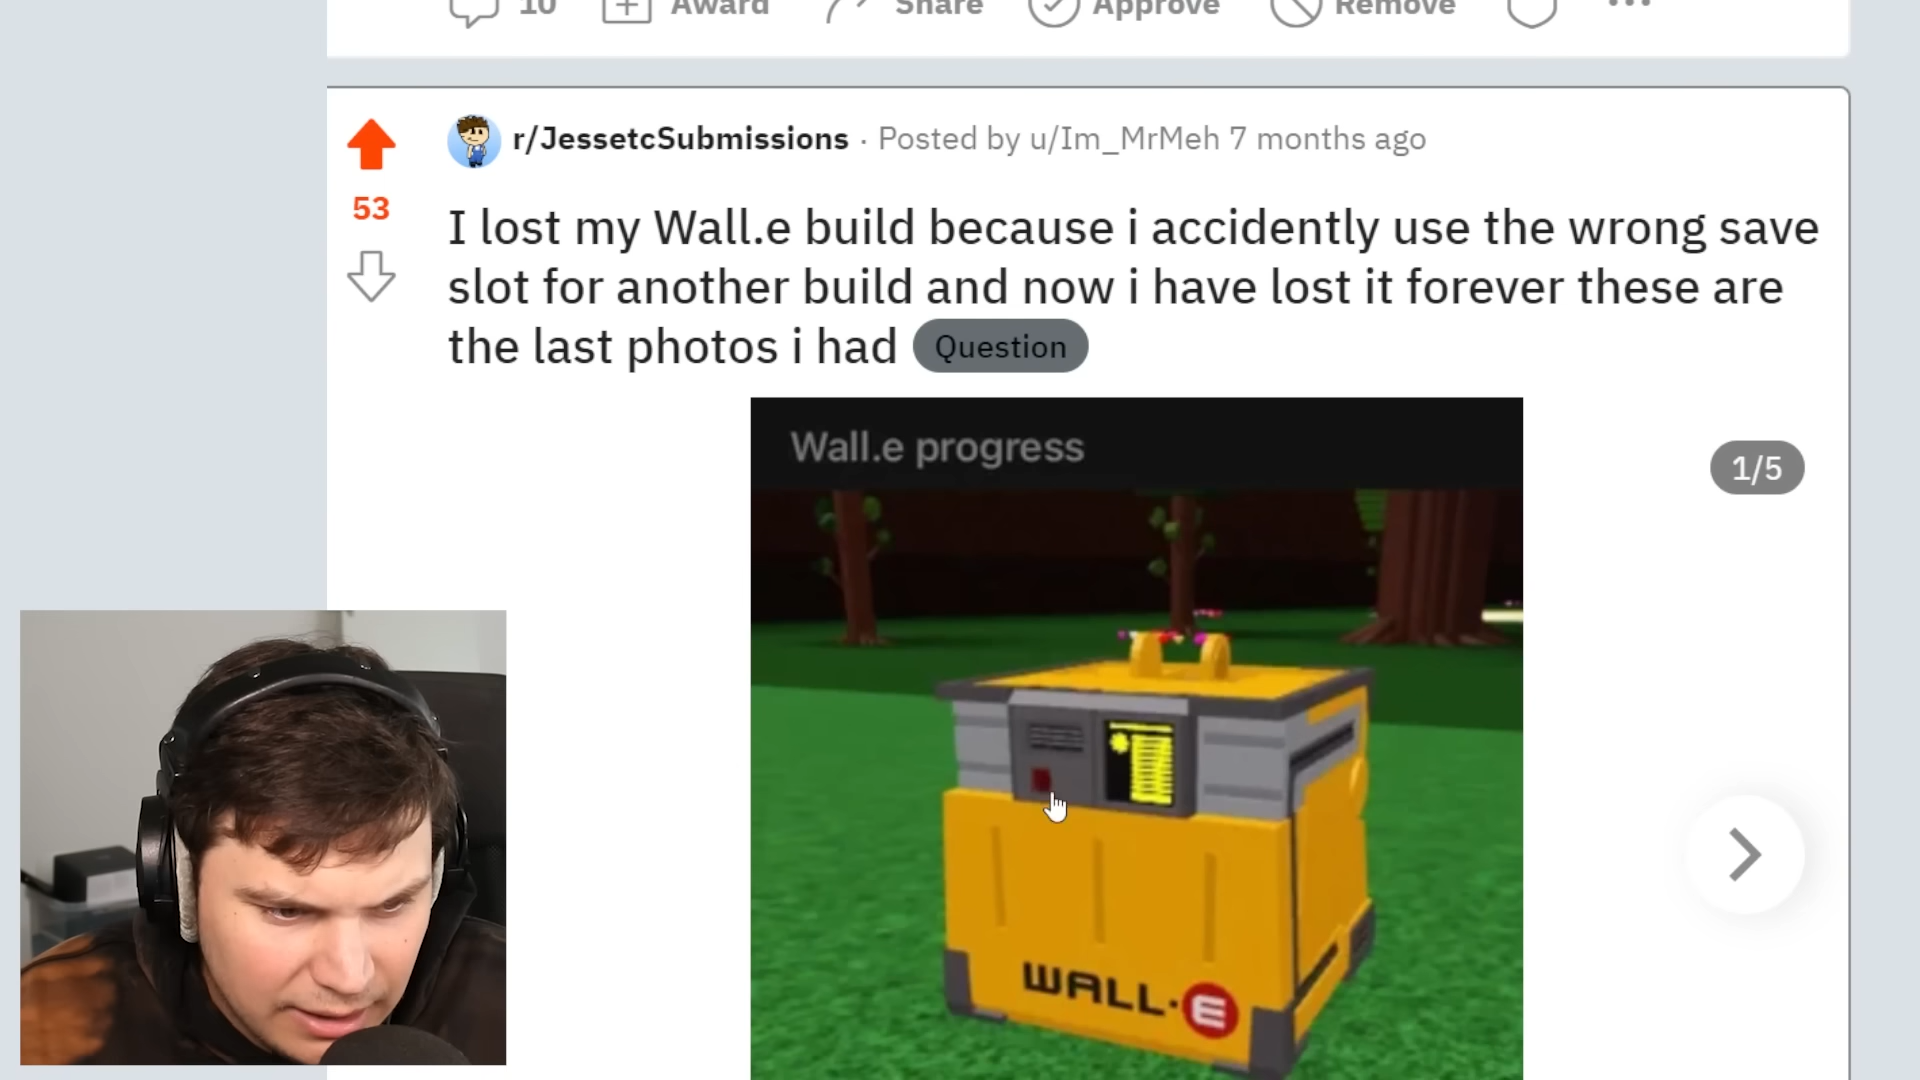 10 Award Share Approve Remove
r/JessetcSubmissions · Posted by u/Im_MrMeh 7 months ago
53
I lost my Wall.e build because i accidently use the wrong save
slot for another build and now i have lost it forever these are
the last photos i had Question
Wall.e progress
1/5
WALL·E